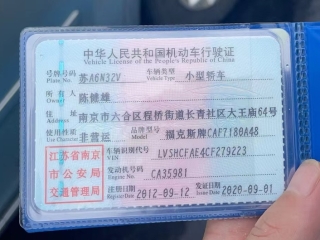 中华人民共和国机动车行驶证
Vehicle License of the People's Republic of China
号牌号码 苏A6N3ZV 车辆类型 小型轿车
Plate No. Vehicle Type
所有人 陈健雄
Owner
住址 南京市六合区程桥街道长青社区大王庙64号
Address
使用性质 非营运 品牌型号 福克斯牌CAF7180A48
Use Character Model
江苏省南京市公安局交通管理局
车辆识别代号 LVSHCFAE4CF279223
VIN
发动机号码 CA35981
Engine No.
注册日期 2012-09-12 发证日期 2020-09-01
Register Date Issue Date